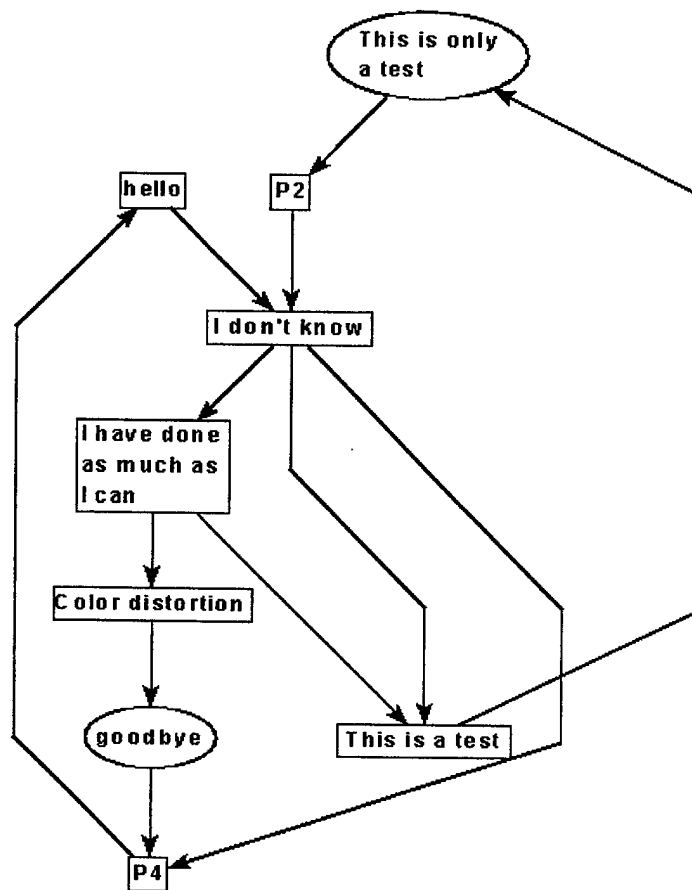 This is only
a test
hello
P2
I don't know
I have done
as much as
I can
Color distortion
goodbye
This is a test
P4